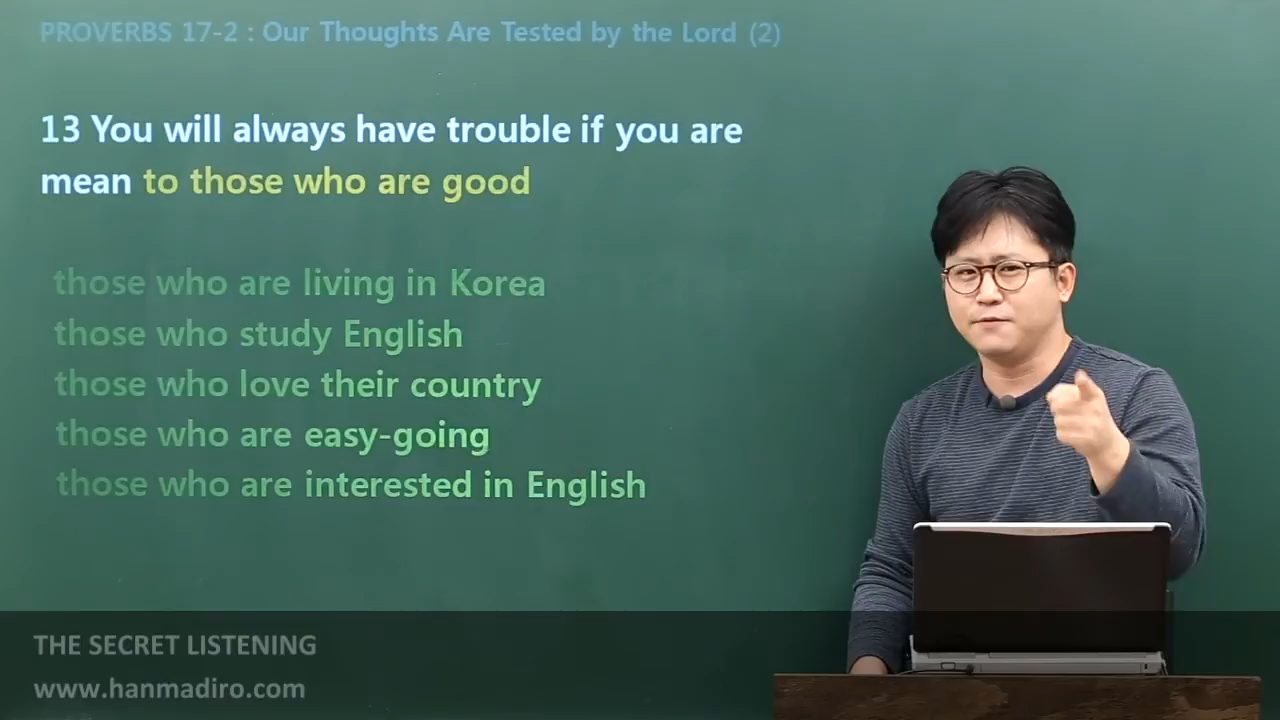 PROVERBS 17-2 : Our Thoughts Are Tested by the Lord (2)
13 You will always have trouble if you are
mean to those who are good
those who are living in Korea
those who study English
those who love their country
those who are easy-going
those who are interested in English
THE SECRET LISTENING
www.hanmadiro.com